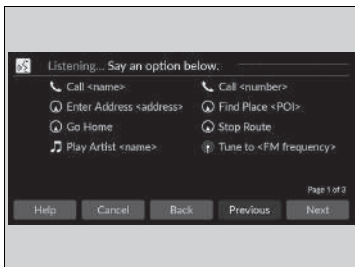 Listening... Say an option below.
Call <name> Call <number>
Enter Address <address> Find Place <POI>
Go Home Stop Route
Play Artist <name> Tune to <FM frequency>
Page 1 of 3
Help Cancel Back Previous Next